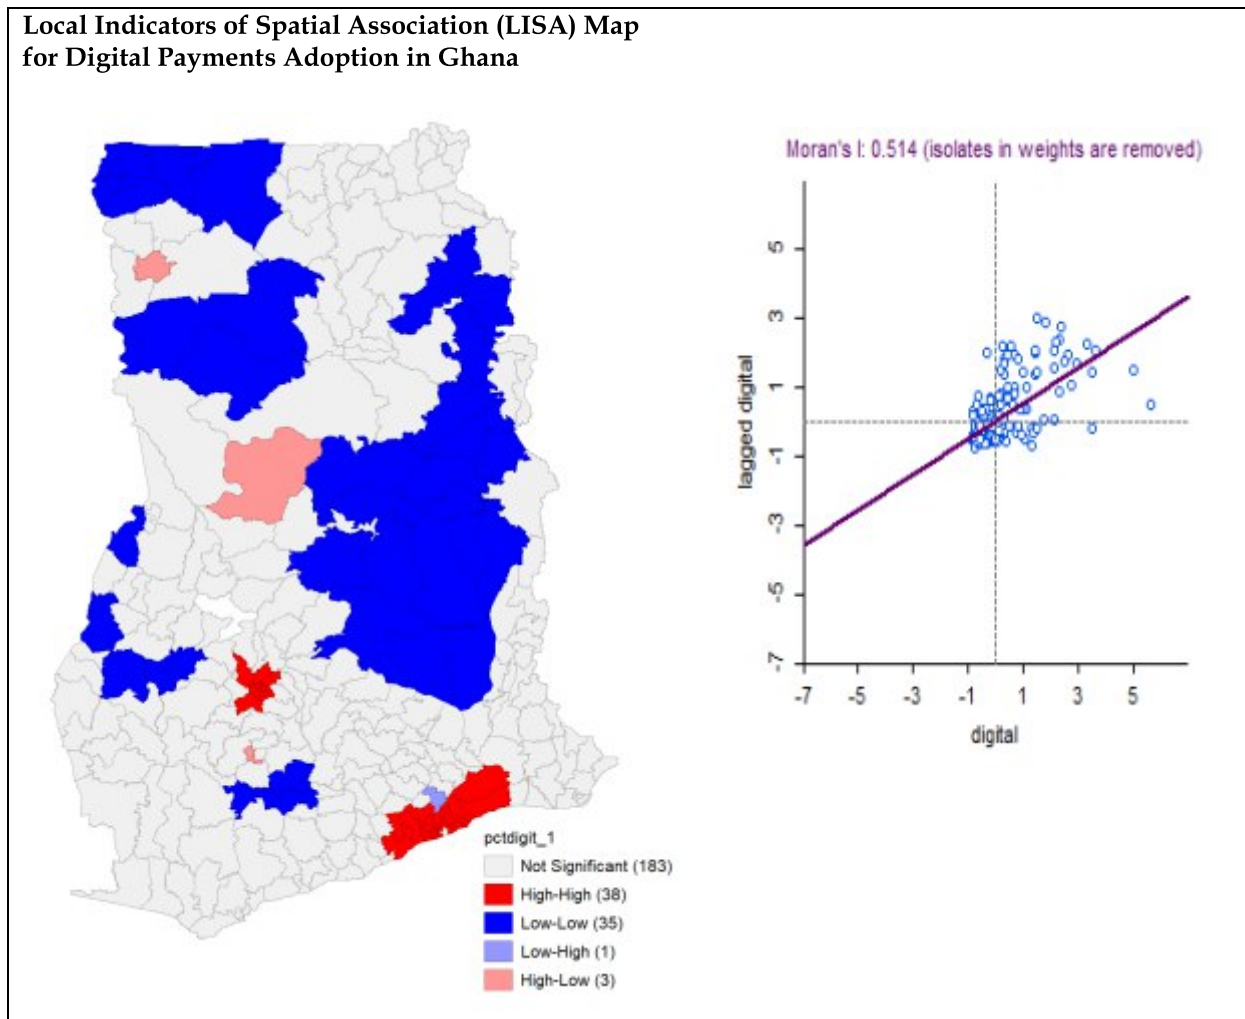 Local Indicators of Spatial Association (LISA) Map
for Digital Payments Adoption in Ghana
Moran's I: 0.514 (isolates in weights are removed)
5
3
1
-1
-3
-5
-7
lagged digital
-7
-5
-3
-1
1
3
5
digital
pctdigit_1
Not Significant (183)
High-High (38)
Low-Low (35)
Low-High (1)
High-Low (3)